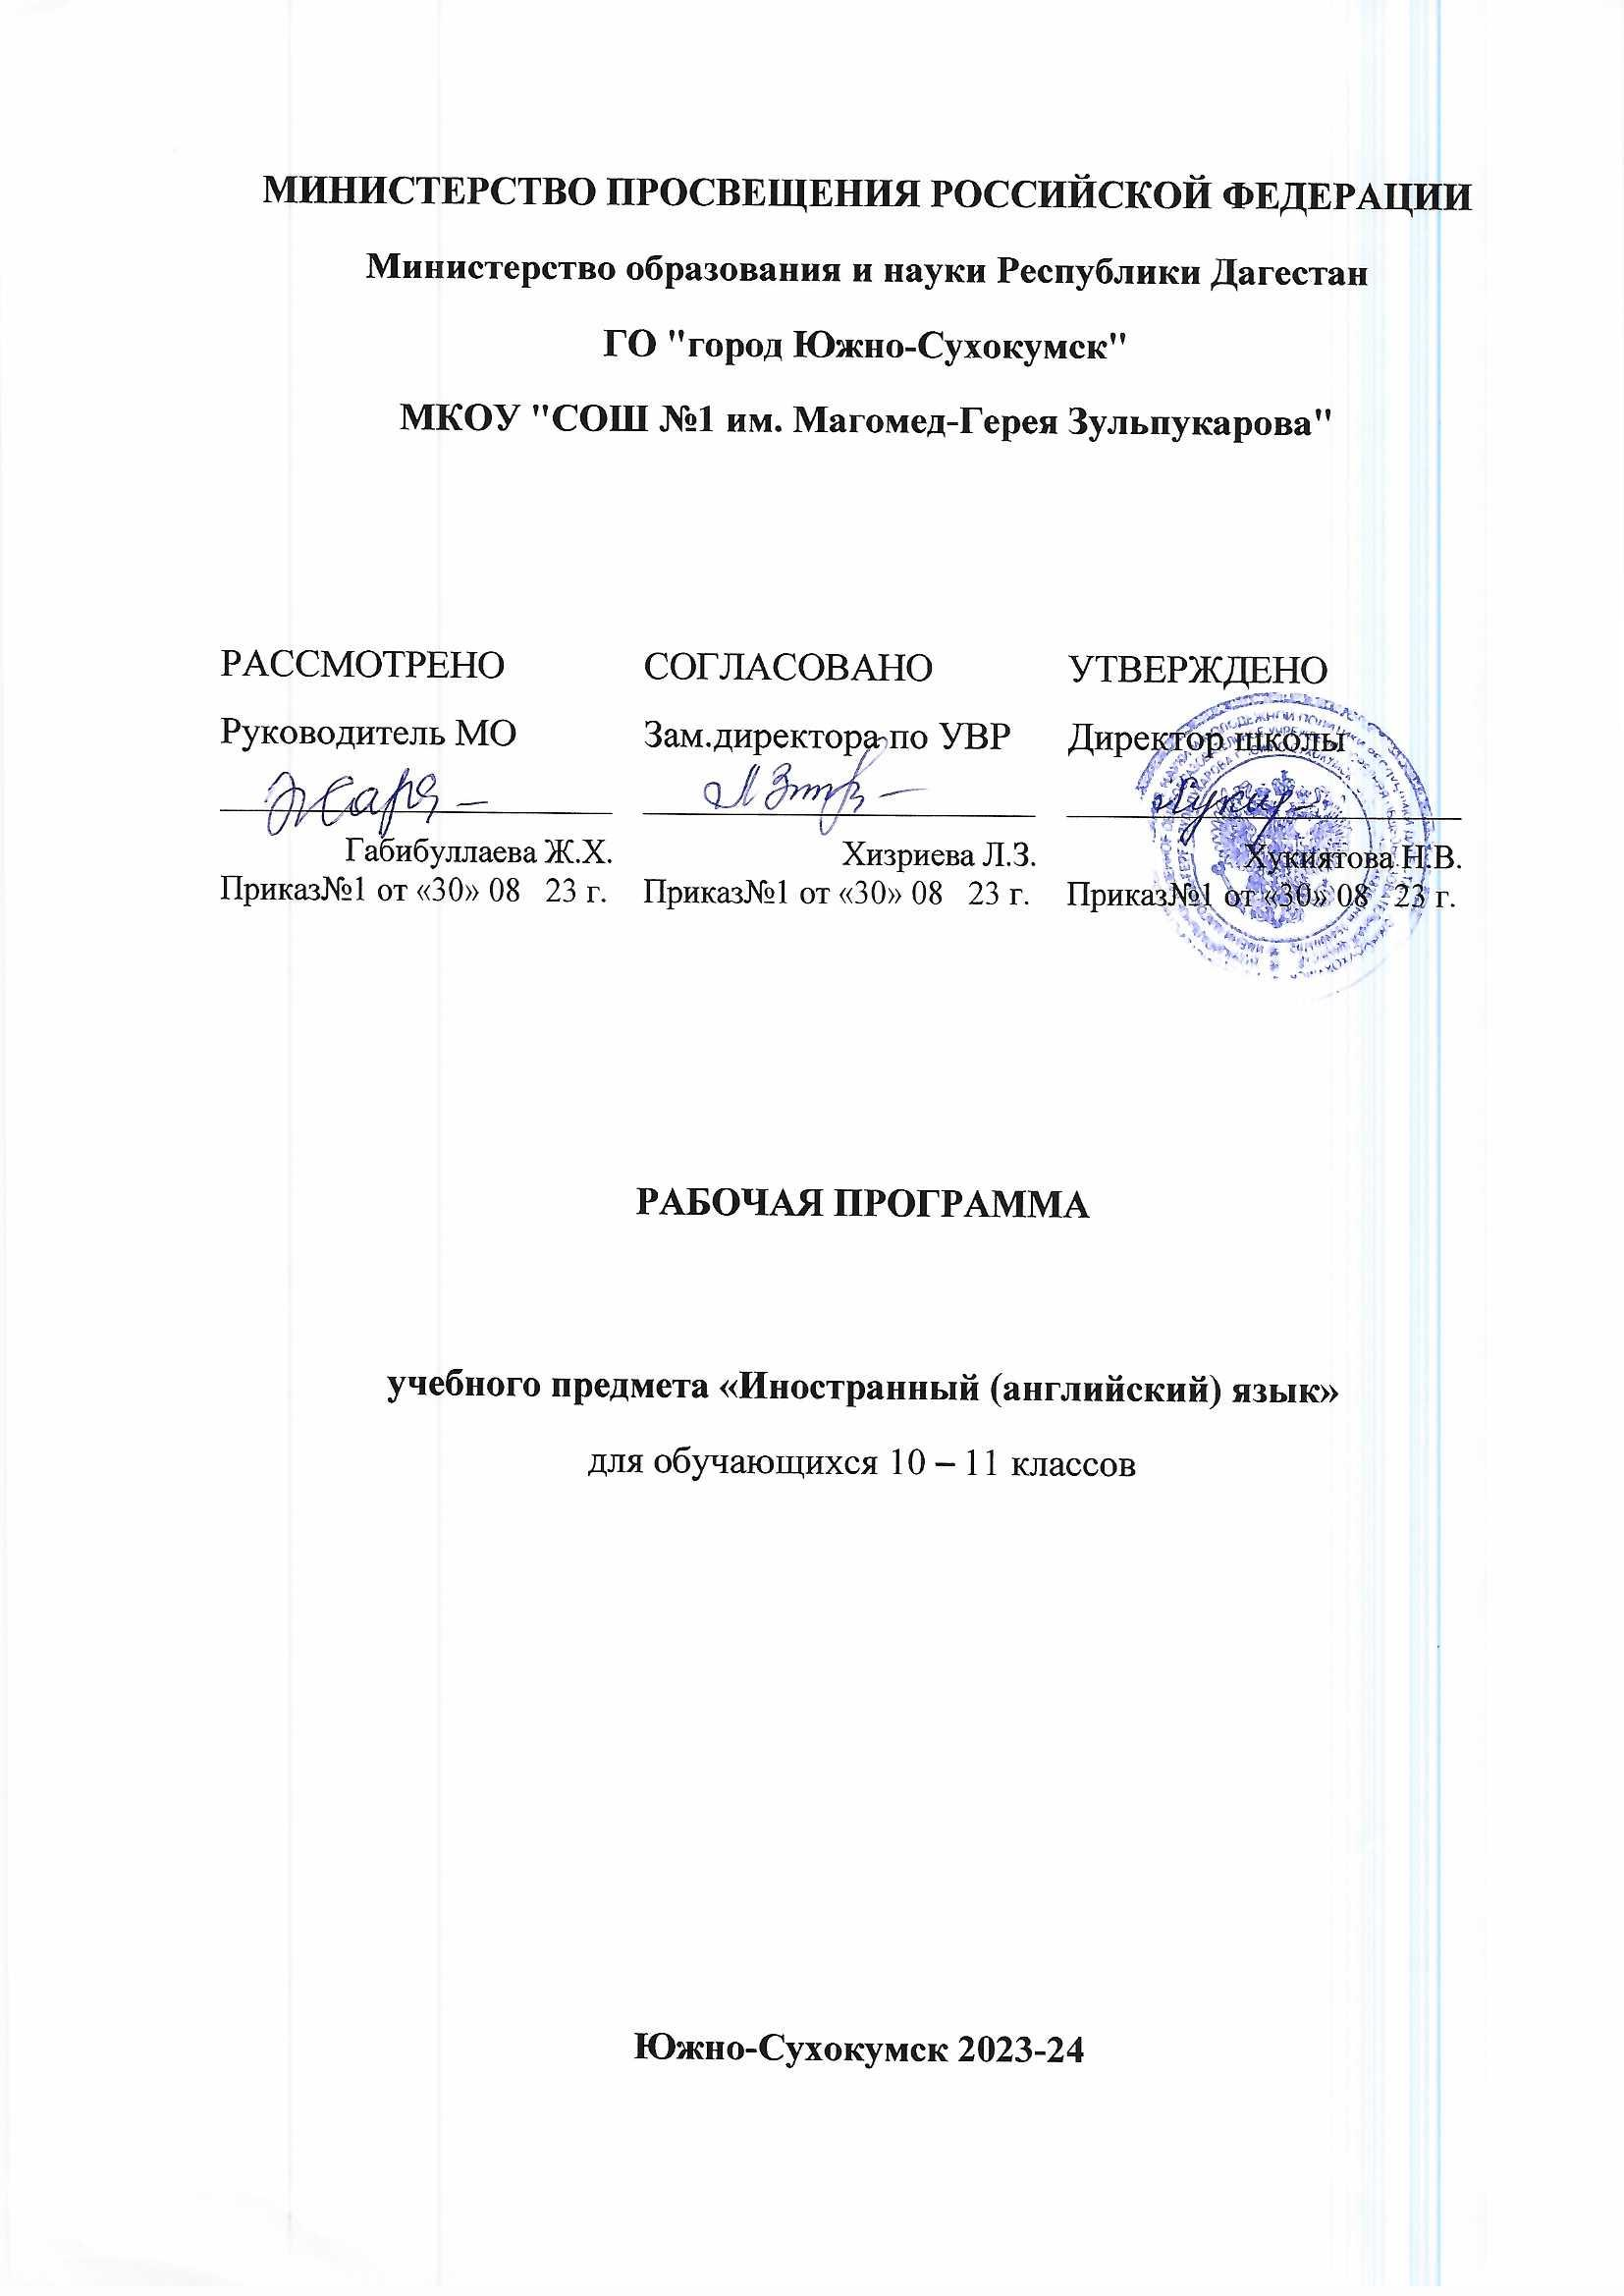 МИНИСТЕРСТВО ПРОСВЕЩЕНИЯ РОССИЙСКОЙ ФЕДЕРАЦИИ
Министерство образования и науки Республики Дагестан
ГО "город Южно-Сухокумск"
МКОУ "СОШ №1 им. Магомед-Герея Зульпукарова"
РАССМОТРЕНО
Руководитель МО
Габибуллаева Ж.Х.
Приказ№1 от «30» 08 23 г.
СОГЛАСОВАНО
Зам.директора по УВР
Хизриева Л.З.
Приказ№1 от «30» 08 23 г.
УТВЕРЖДЕНО
Директор школы
Хукиятова Н.В.
Приказ№1 от «30» 08 23 г.
РАБОЧАЯ ПРОГРАММА
учебного предмета «Иностранный (английский) язык»
для обучающихся 10 – 11 классов
Южно-Сухокумск 2023-24